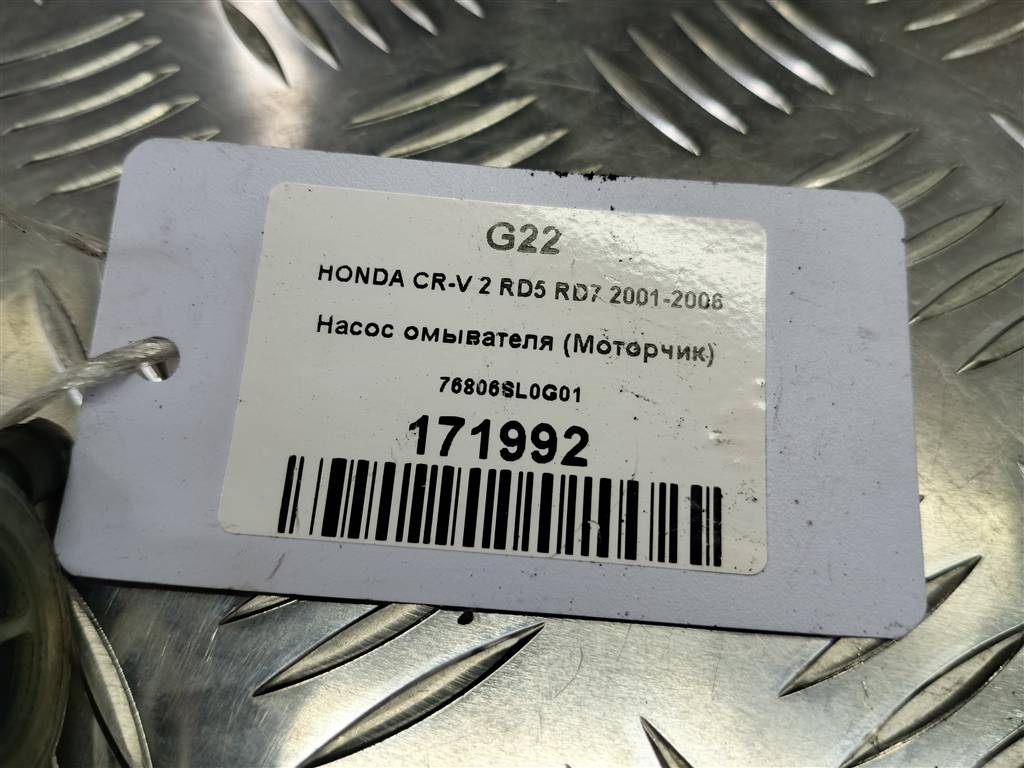 G22
HONDA CR-V 2 RD5 RD7 2001-2006
Насос омывателя (Моторчик)
76806SL0G01
171992